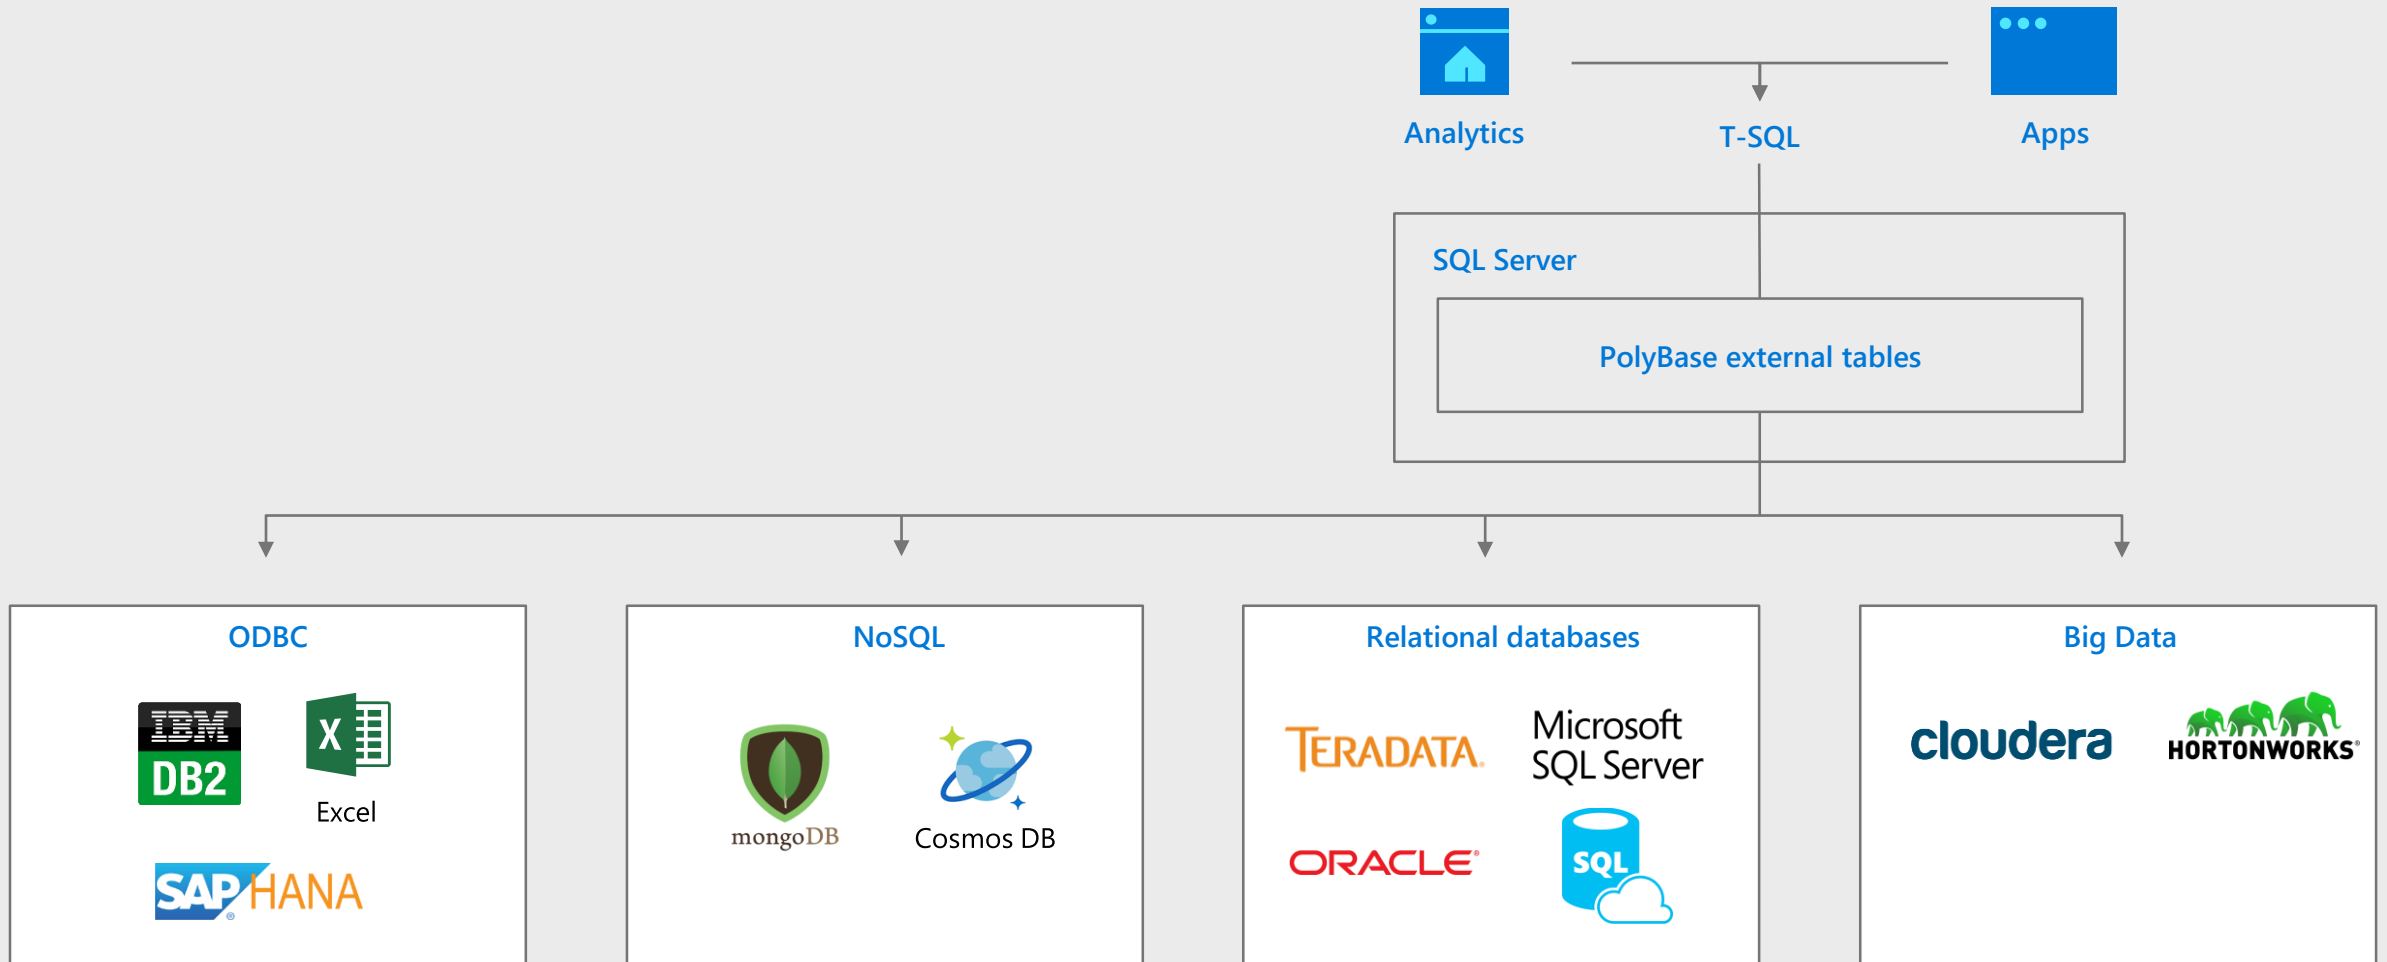 Analytics
T-SQL
Apps
SQL Server
PolyBase external tables
ODBC
IBM
DB2
X
Excel
SAP HANA
NoSQL
mongoDB
Cosmos DB
Relational databases
TERADATA
Microsoft
SQL Server
ORACLE
SQL
Big Data
cloudera
HORTONWORKS